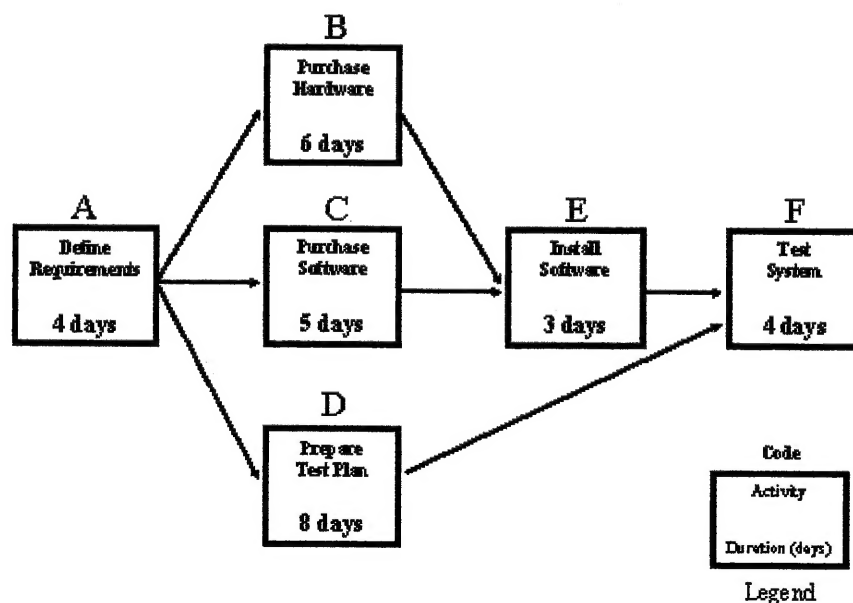 B
Purchase
Hardware
6 days
A
Define
Requirements
4 days
C
Purchase
Software
5 days
E
Install
Software
3 days
F
Test
System
4 days
D
Prepare
Test Plan
8 days
Code
Activity
Duration (days)
Legend